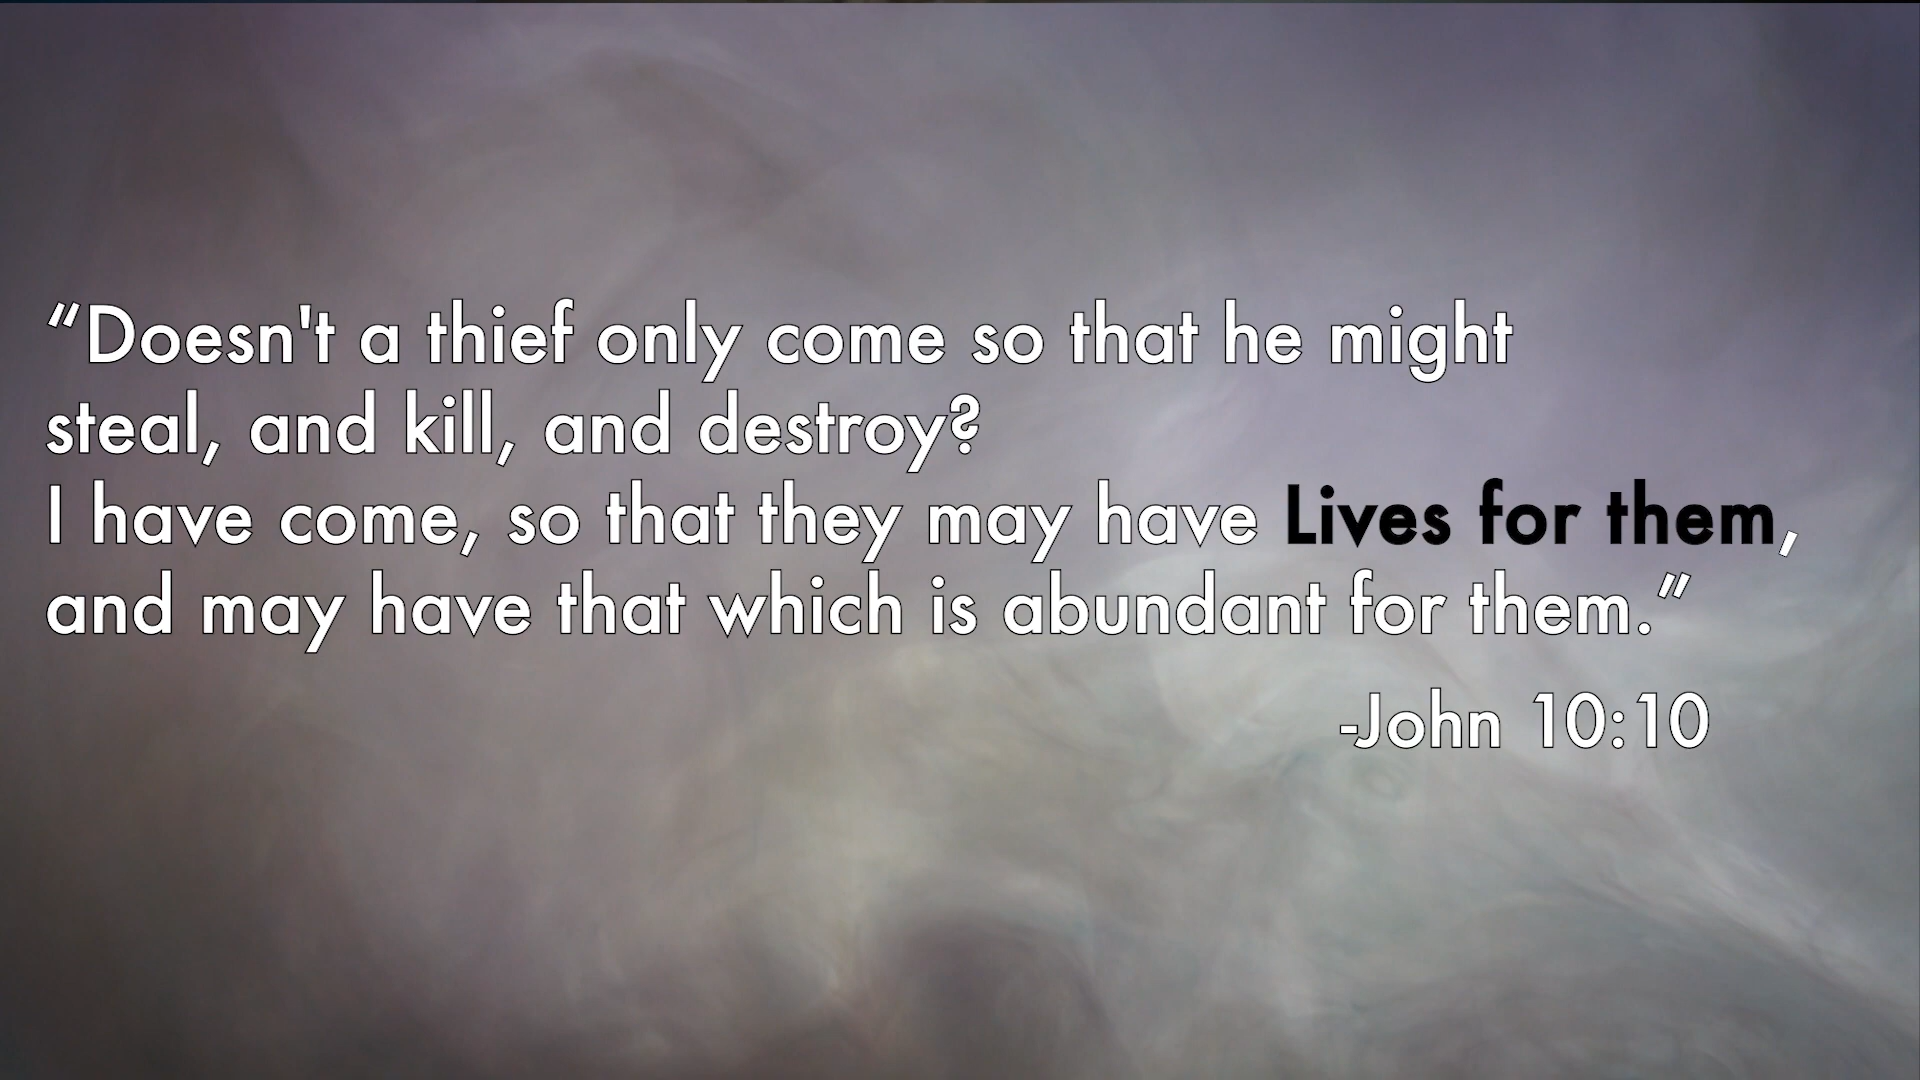 “Doesn't a thief only come so that he might
steal, and kill, and destroy?
I have come, so that they may have Lives for them,
and may have that which is abundant for them.”
-John 10:10